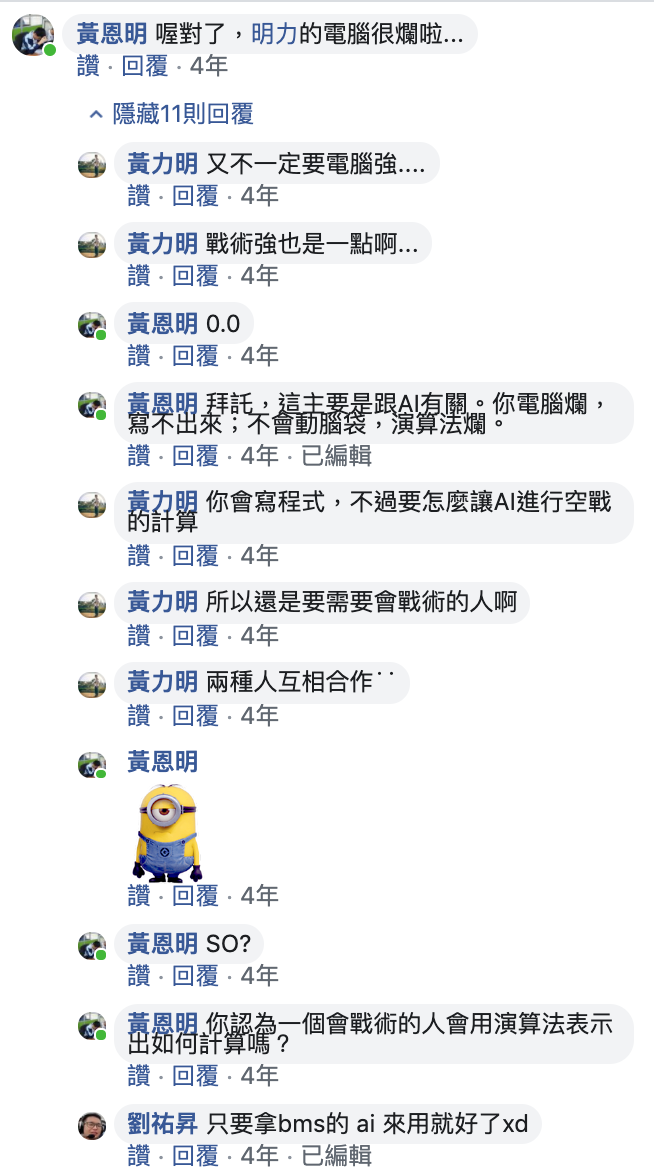 黃恩明 喔對了，明力的電腦很爛啦...
讚 · 回覆 · 4年
隱藏11則回覆
黃力明 又不一定要電腦強....
讚 · 回覆 · 4年
黃力明 戰術強也是一點啊...
讚 · 回覆 · 4年
黃恩明 0.0
讚 · 回覆 · 4年
黃恩明 拜託，這主要是跟AI有關。你電腦爛，
寫不出來；不會動腦袋，演算法爛。
讚 · 回覆 · 4年 · 已編輯
黃力明 你會寫程式，不過要怎麼讓AI進行空戰
的計算
讚 · 回覆 · 4年
黃力明 所以還是要需要會戰術的人啊
讚 · 回覆 · 4年
黃力明 兩種人互相合作˙˙
讚 · 回覆 · 4年
黃恩明
讚 · 回覆 · 4年
黃恩明 SO?
讚 · 回覆 · 4年
黃恩明 你認為一個會戰術的人會用演算法表示
出如何計算嗎？
讚 · 回覆 · 4年
劉祐昇 只要拿bms的 ai 來用就好了xd
讚 · 回覆 · 4年 · 已編輯